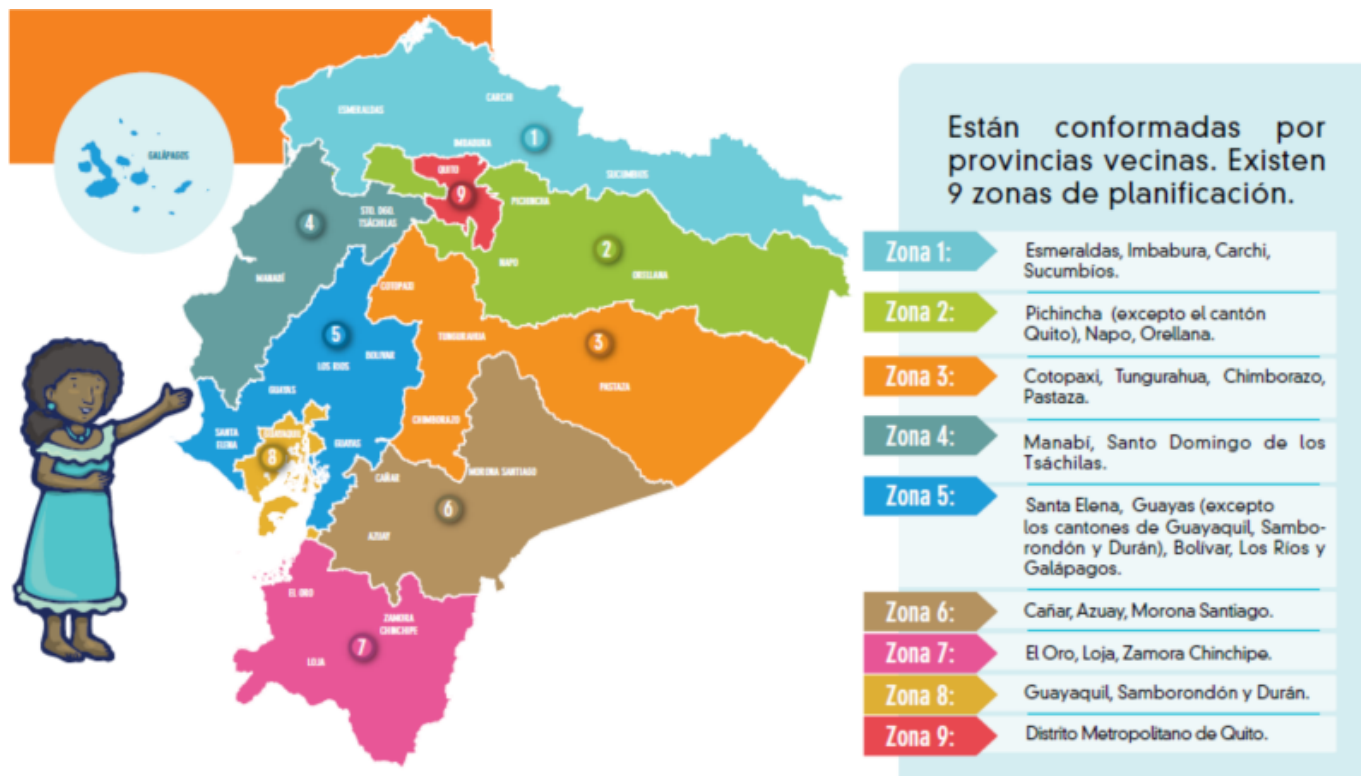 GALÁPAGOS
ESMERALDAS
CARCHI
IMBABURA
1
SUCUMBÍOS
QUITO
9
PICHINCHA
4
STO. DGO.
TSÁCHILAS
2
NAPO
ORELLANA
MANABÍ
COTOPAXI
5
TUNGURAHUA
3
LOS RIOS
BOLIVAR
PASTAZA
GUAYAS
CHIMBORAZO
SANTA
ELENA
GUAYAS
8
CAÑAR
MORONA SANTIAGO
6
AZUAY
EL ORO
ZAMORA
CHINCHIPE
7
LOJA
Están conformadas por
provincias vecinas. Existen
9 zonas de planificación.
Zona 1:
Esmeraldas, Imbabura, Carchi,
Sucumbíos.
Zona 2:
Pichincha (excepto el cantón
Quito), Napo, Orellana.
Zona 3:
Cotopaxi, Tungurahua, Chimborazo,
Pastaza.
Zona 4:
Manabí, Santo Domingo de los
Tsáchilas.
Zona 5:
Santa Elena, Guayas (excepto
los cantones de Guayaquil, Sambo-
rondón y Durán), Bolívar, Los Ríos y
Galápagos.
Zona 6:
Cañar, Azuay, Morona Santiago.
Zona 7:
El Oro, Loja, Zamora Chinchipe.
Zona 8:
Guayaquil, Samborondón y Durán.
Zona 9:
Distrito Metropolitano de Quito.